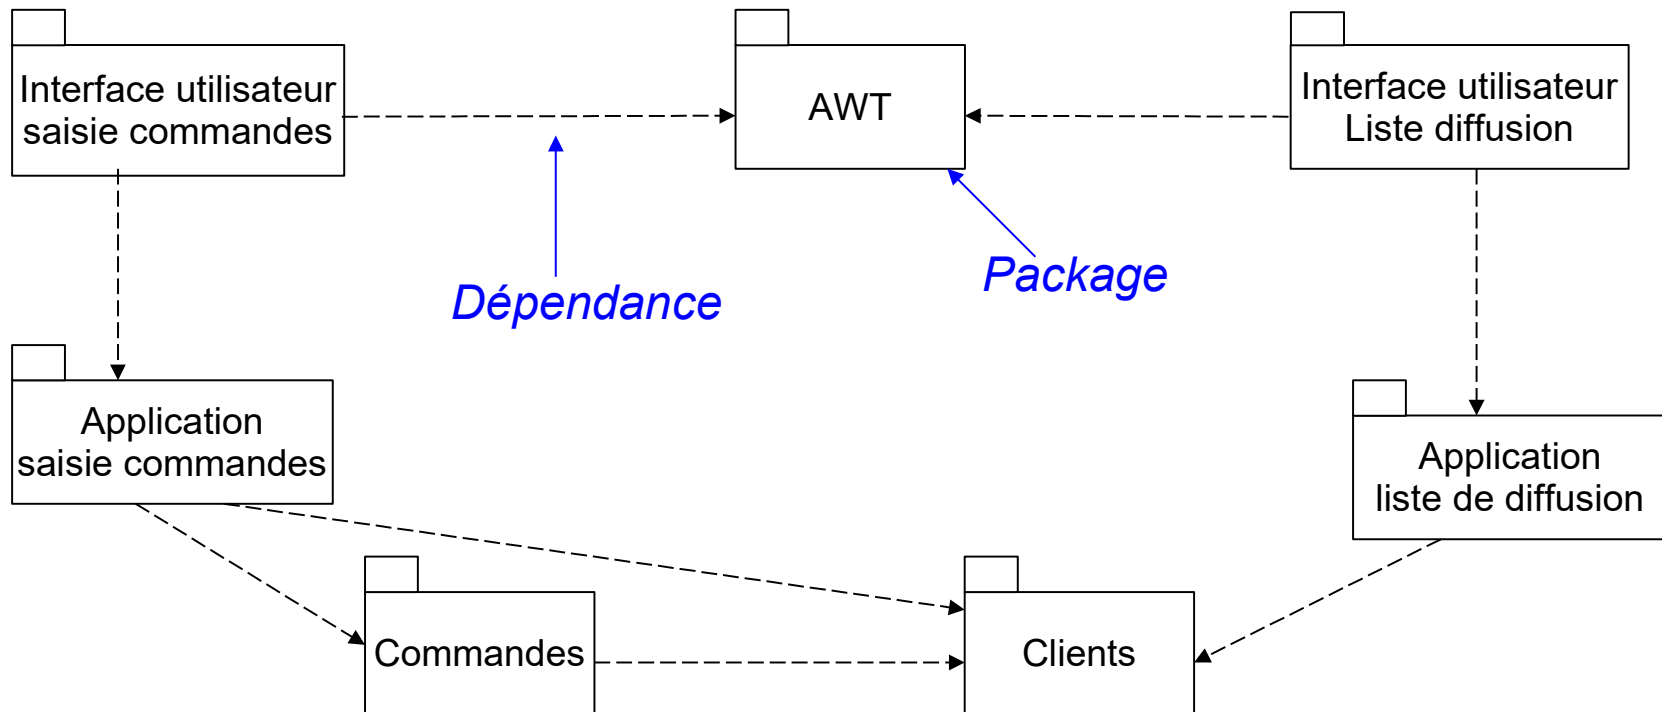 Interface utilisateur
saisie commandes
AWT
Interface utilisateur
Liste diffusion
Dépendance
Package
Application
saisie commandes
Application
liste de diffusion
Commandes
Clients